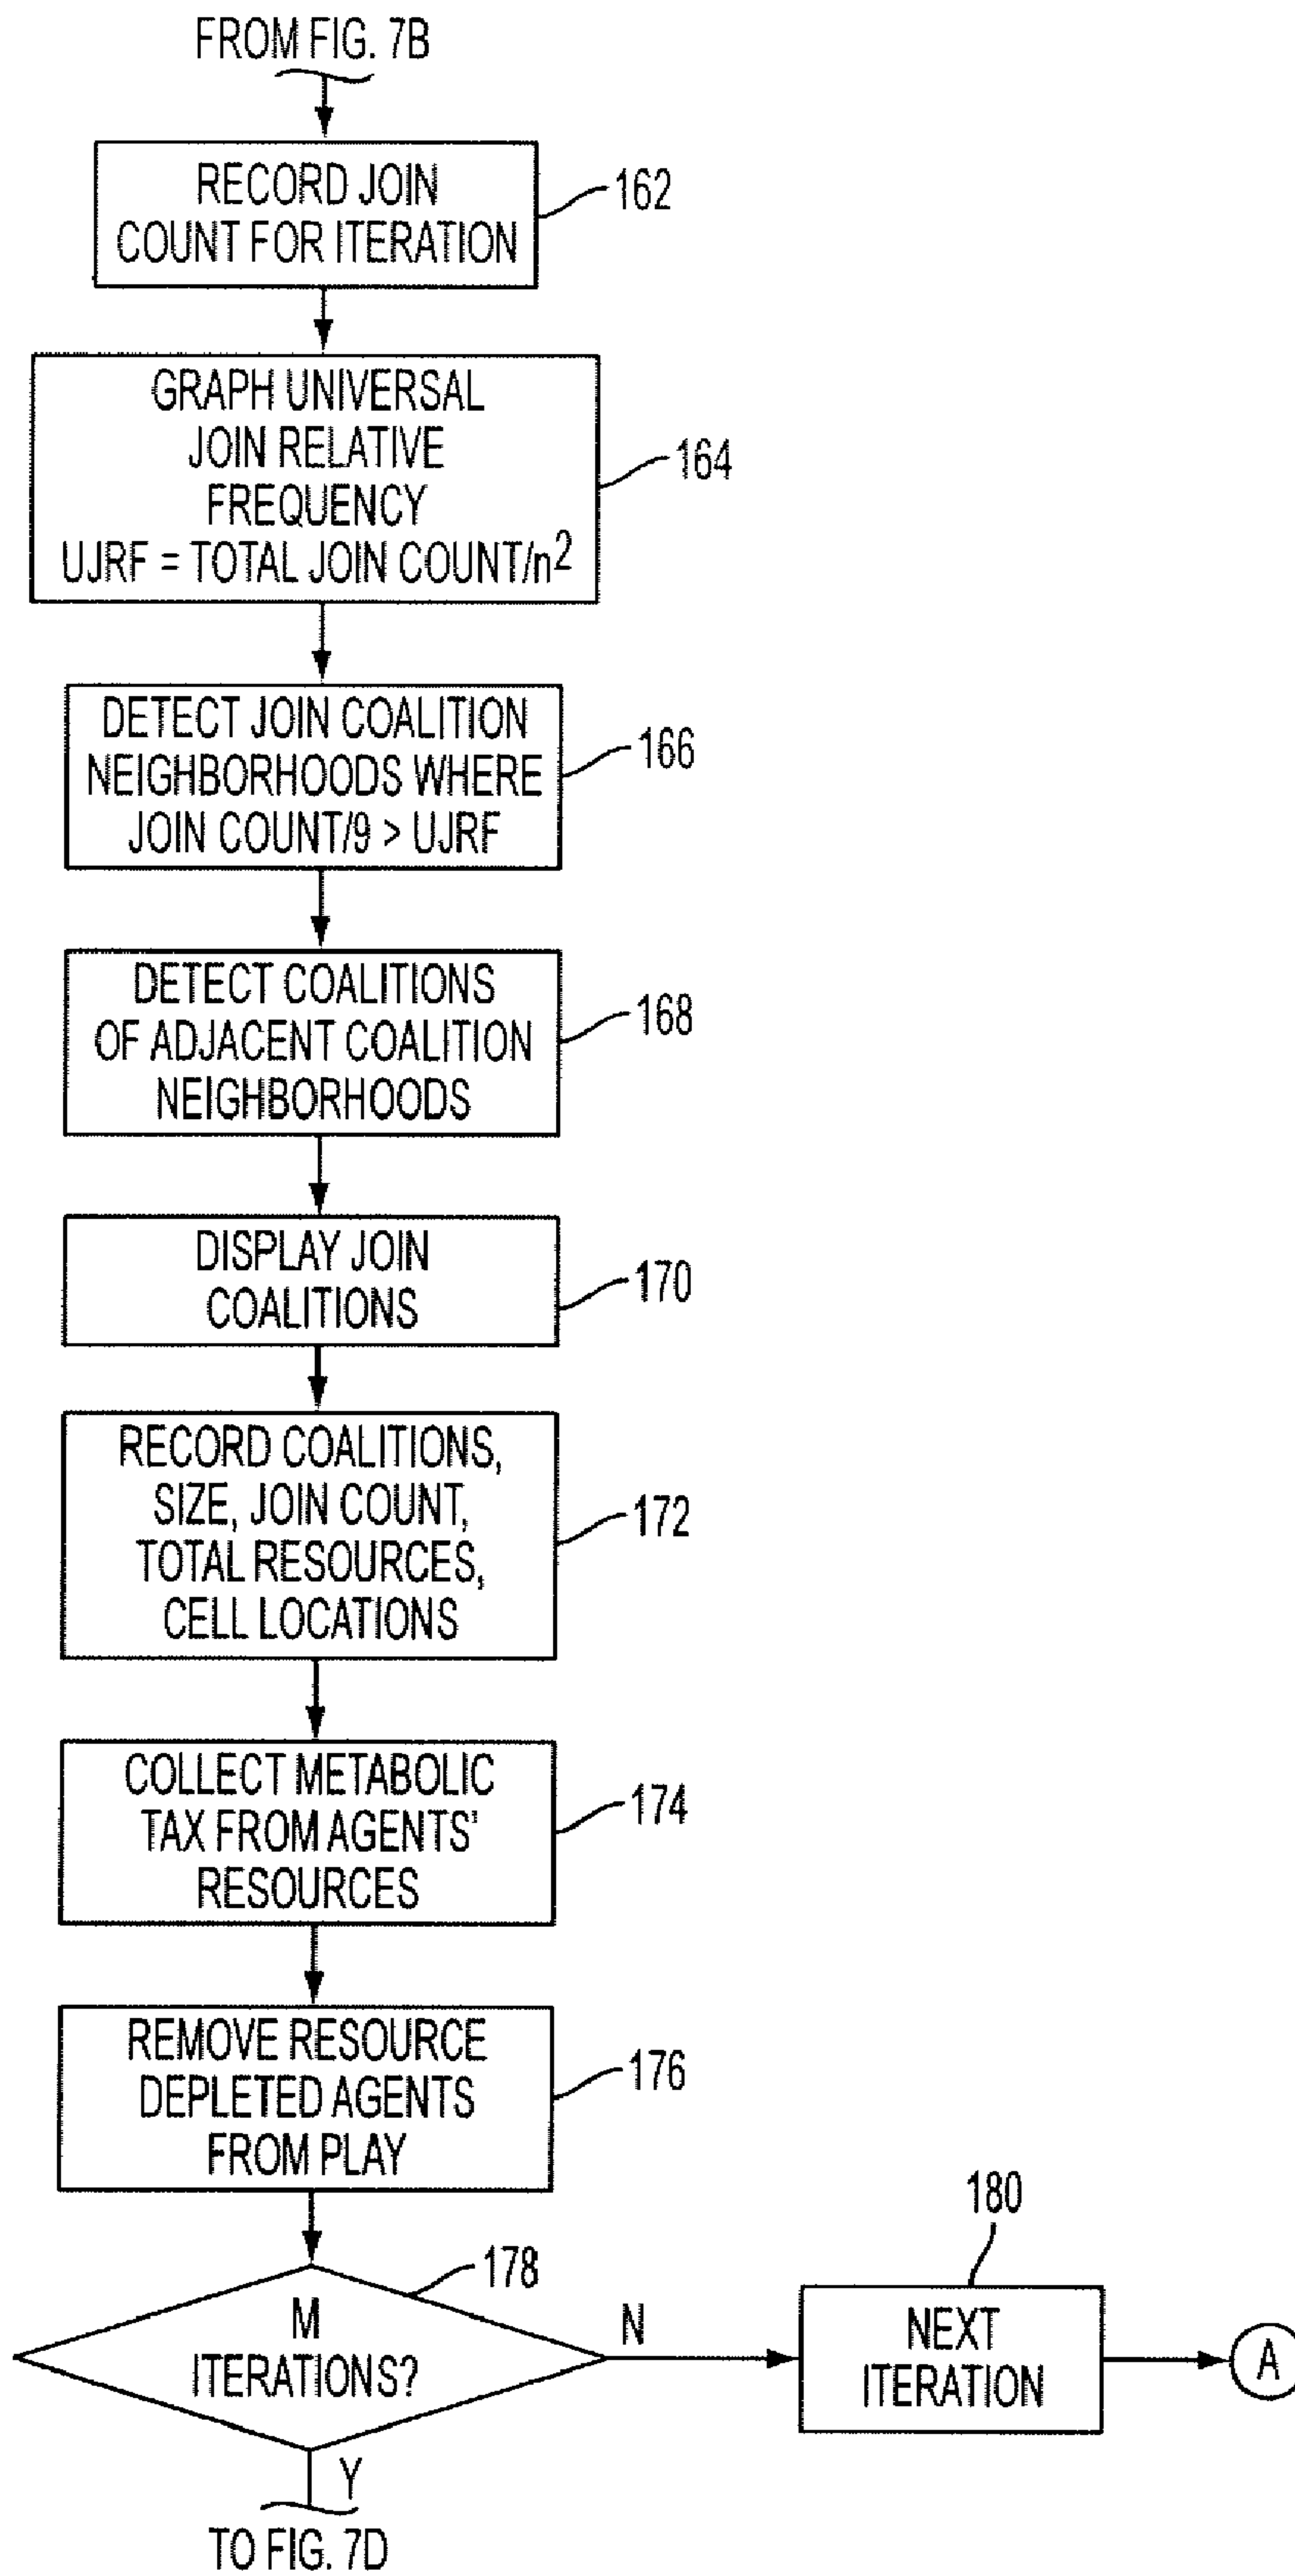 FROM FIG. 7B
RECORD JOIN
COUNT FOR ITERATION
162
GRAPH UNIVERSAL
JOIN RELATIVE
FREQUENCY
UJRF = TOTAL JOIN COUNT/n²
164
DETECT JOIN COALITION
NEIGHBORHOODS WHERE
JOIN COUNT/9 > UJRF
166
DETECT COALITIONS
OF ADJACENT COALITION
NEIGHBORHOODS
168
DISPLAY JOIN
COALITIONS
170
RECORD COALITIONS,
SIZE, JOIN COUNT,
TOTAL RESOURCES,
CELL LOCATIONS
172
COLLECT METABOLIC
TAX FROM AGENTS'
RESOURCES
174
REMOVE RESOURCE
DEPLETED AGENTS
FROM PLAY
176
M
ITERATIONS?
178
N
NEXT
ITERATION
180
A
Y
TO FIG. 7D